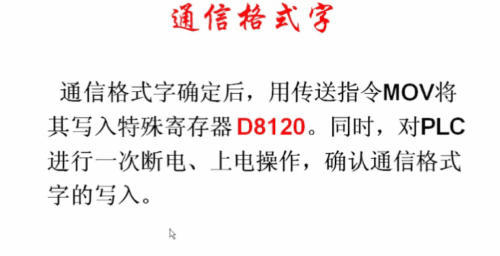 通信格式字
通信格式字确定后，用传送指令MOV将
其写入特殊寄存器D8120。同时，对PLC
进行一次断电、上电操作，确认通信格式
字的写入。